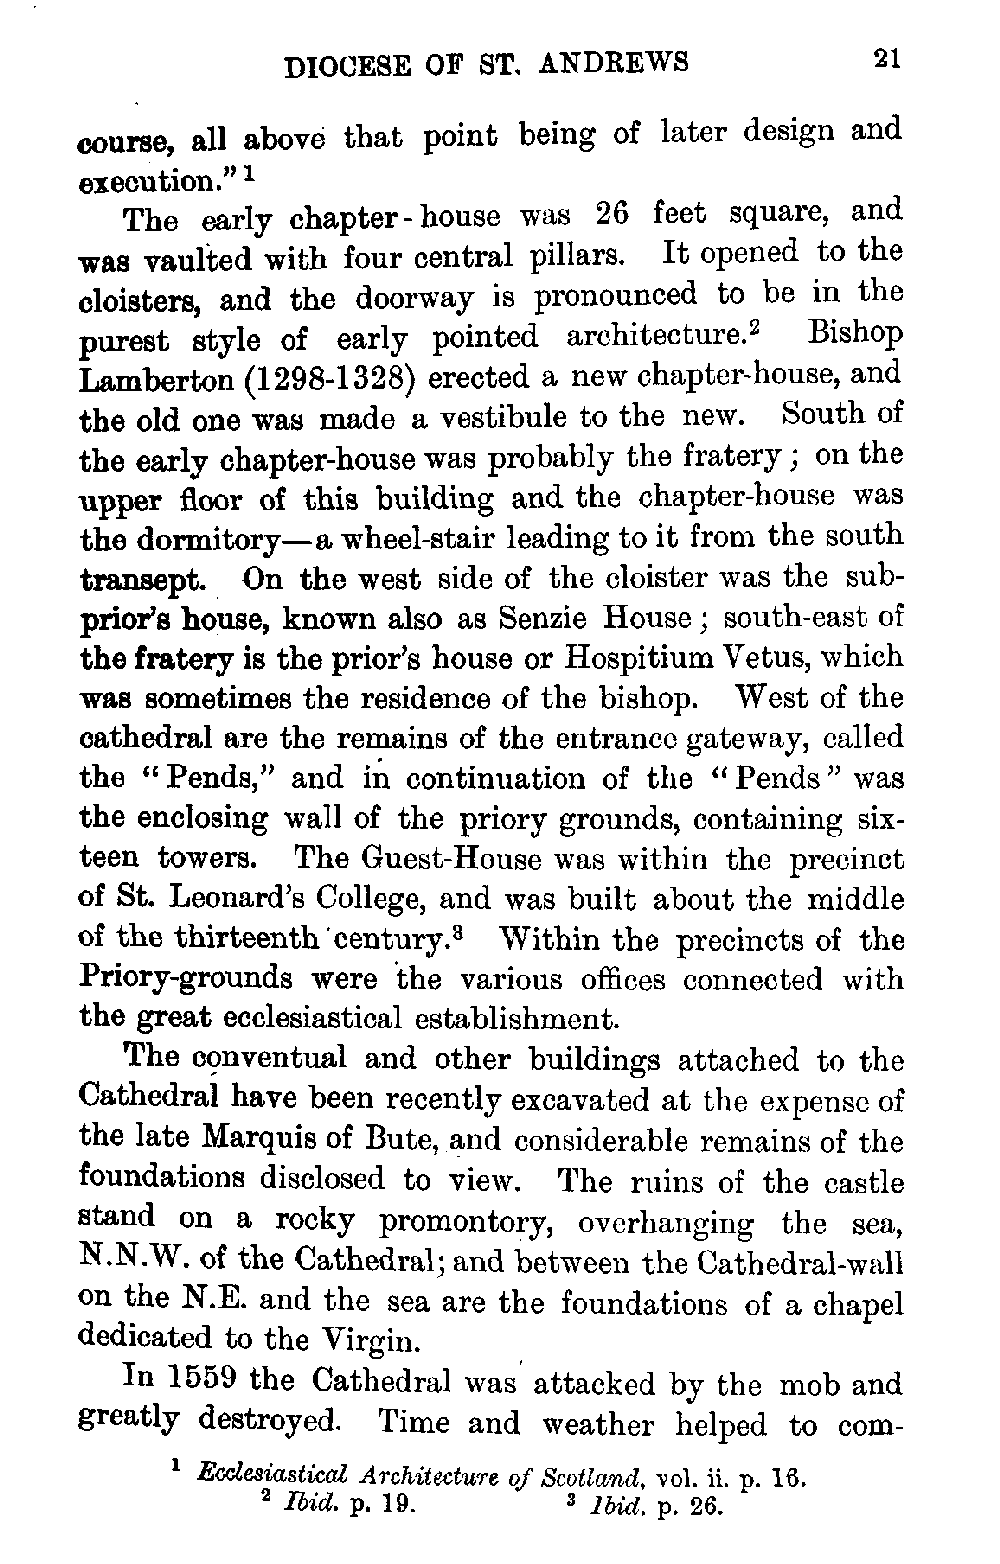 DIOCESE OF ST. ANDREWS 21
course, all above that point being of later design and
execution." 1
The early chapter-house was 26 feet square, and
was vaulted with four central pillars. It opened to the
cloisters, and the doorway is pronounced to be in the
purest style of early pointed architecture.2 Bishop
Lamberton (1298-1328) erected a new chapter-house, and
the old one was made a vestibule to the new. South of
the early chapter-house was probably the fratery; on the
upper floor of this building and the chapter-house was
the dormitory—a wheel-stair leading to it from the south
transept. On the west side of the cloister was the sub-
prior's house, known also as Senzie House; south-east of
the fratery is the prior's house or Hospitium Vetus, which
was sometimes the residence of the bishop. West of the
cathedral are the remains of the entrance gateway, called
the "Pends," and in continuation of the "Pends" was
the enclosing wall of the priory grounds, containing six-
teen towers. The Guest-House was within the precinct
of St. Leonard's College, and was built about the middle
of the thirteenth century.3 Within the precincts of the
Priory-grounds were the various offices connected with
the great ecclesiastical establishment.
The conventual and other buildings attached to the
Cathedral have been recently excavated at the expense of
the late Marquis of Bute, and considerable remains of the
foundations disclosed to view. The ruins of the castle
stand on a rocky promontory, overhanging the sea,
N.N.W. of the Cathedral; and between the Cathedral-wall
on the N.E. and the sea are the foundations of a chapel
dedicated to the Virgin.
In 1559 the Cathedral was attacked by the mob and
greatly destroyed. Time and weather helped to com-
1 Ecclesiastical Architecture of Scotland, vol. ii. p. 16.
2 Ibid. p. 19. 3 Ibid. p. 26.